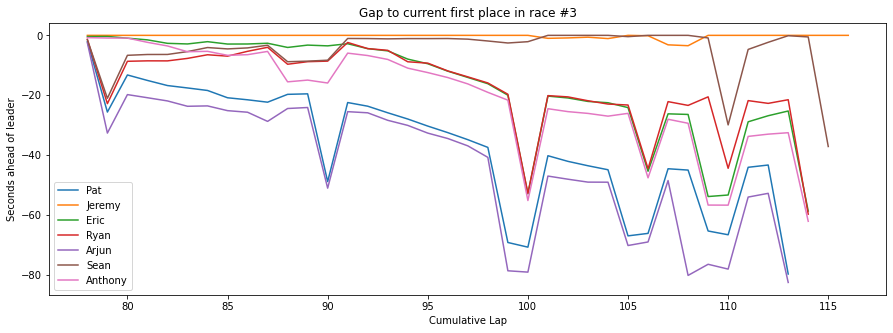 Gap to current first place in race #3
Seconds ahead of leader
0
−20
−40
−60
−80
Pat
Jeremy
Eric
Ryan
Arjun
Sean
Anthony
80 85 90 95 100 105 110 115
Cumulative Lap